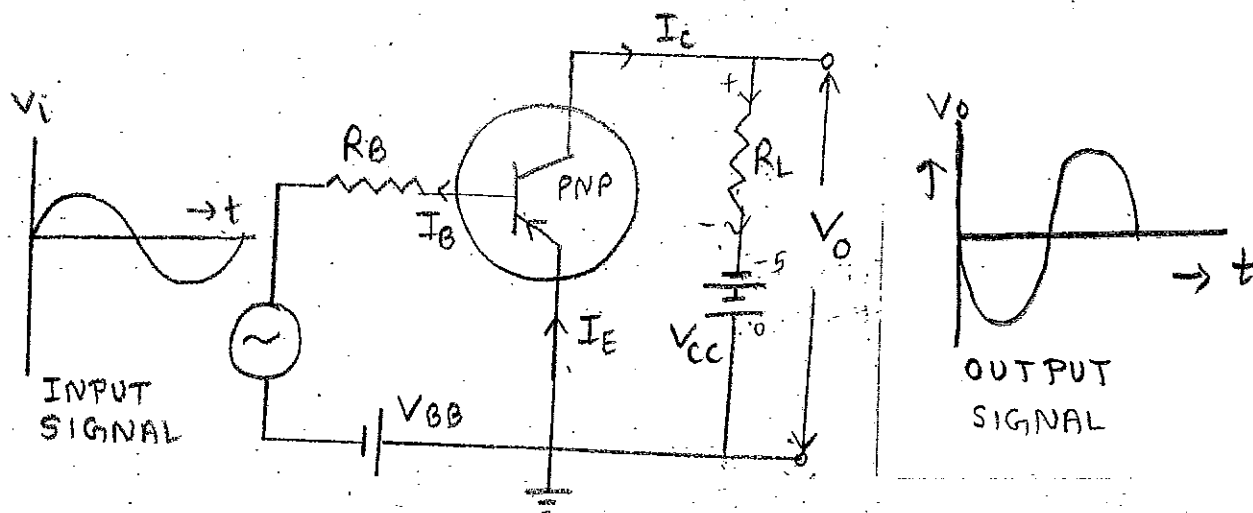 Vi
→ t
INPUT
SIGNAL
RB
IB
PNP
IE
VBB
IC
+
RL
-
-5
0
VCC
VO
Vo
→ t
OUTPUT
SIGNAL